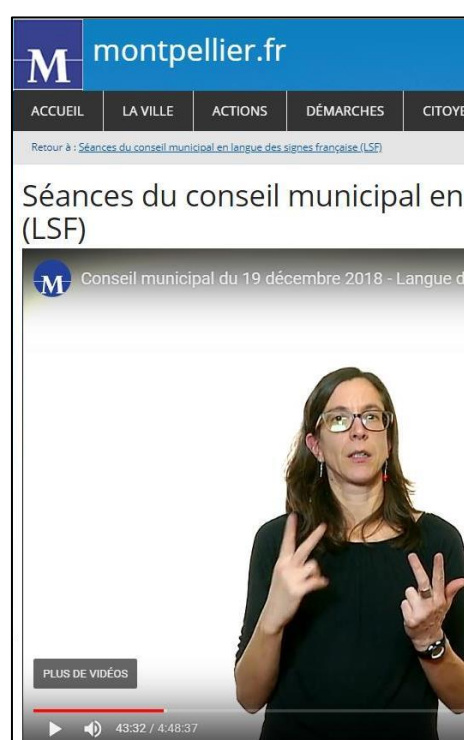 M
montpellier.fr
ACCUEIL LA VILLE ACTIONS DÉMARCHES CITOYE
Retour à : Séances du conseil municipal en langue des signes française (LSF)
Séances du conseil municipal en
(LSF)
M Conseil municipal du 19 décembre 2018 - Langue d
PLUS DE VIDÉOS
43:32 / 4:48:37